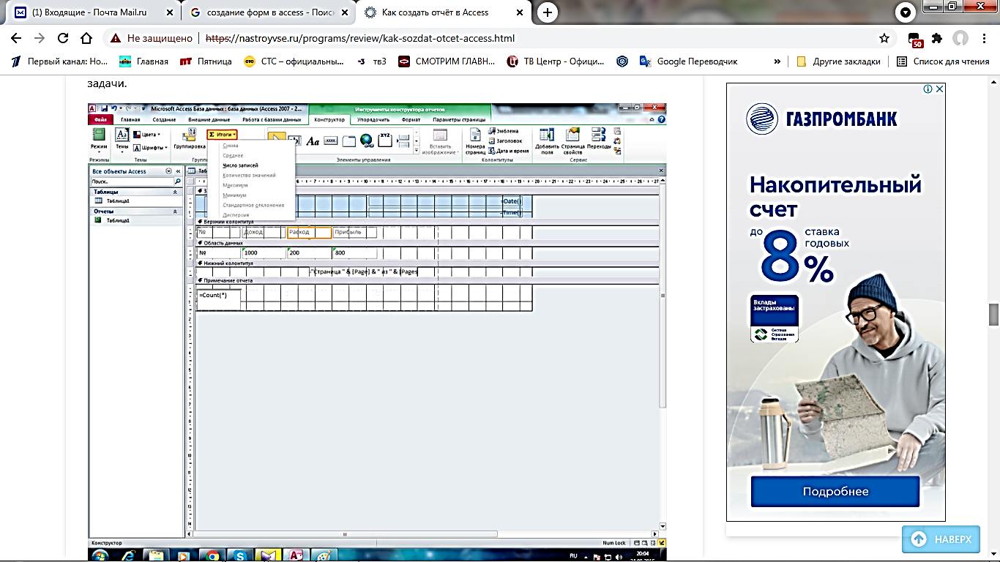 (1) Входящие - Почта Mail.ru
создание форм в access - Поис
Как создать отчёт в Access
Не защищено
https://nastroyvse.ru/programs/review/kak-sozdat-otcet-access.html
50
Первый канал: Но...
Главная
Пятница
СТС – официальны...
тв3
СМОТРИМ ГЛАВН...
ТВ Центр - Офици...
Google Переводчик
»
Другие закладки
Список для чтения
задачи.
Microsoft Access База данных : база данных (Access 2007 - 2...
Инструменты конструктора отчетов
Файл
Главная
Создание
Внешние данные
Работа с базами данных
Конструктор
Упорядочить
Формат
Параметры страницы
Режим
Режимы
Темы
Цвета
Шрифты
Темы
Группировка
Σ Итоги
Сумма
Среднее
Число записей
Количество значений
Максимум
Минимум
Стандартное отклонение
Дисперсия
Aa
XYZ
Элементы управления
Вставить изображение
Номера страниц
Эмблема
Заголовок
Дата и время
Колонтитулы
Добавить поля
Страница свойств
Переходы
Сервис
Все объекты Access
Поиск...
Таблицы
Таблица1
Отчеты
Таблица1
=Date()
=Time()
Верхний колонтитул
№
Доход
Расход
Прибыль
Область данных
№
1000
200
800
Нижний колонтитул
="Страница " & [Page] & " из " & [Pages
Примечание отчета
=Count(*)
Конструктор
Num Lock
RU
20:04
ГАЗПРОМБАНК
Накопительный
счет
до
8%
ставка
годовых
Вклады
застрахованы
Система
Страхования
Вкладов
Подробнее
НАВЕРХ